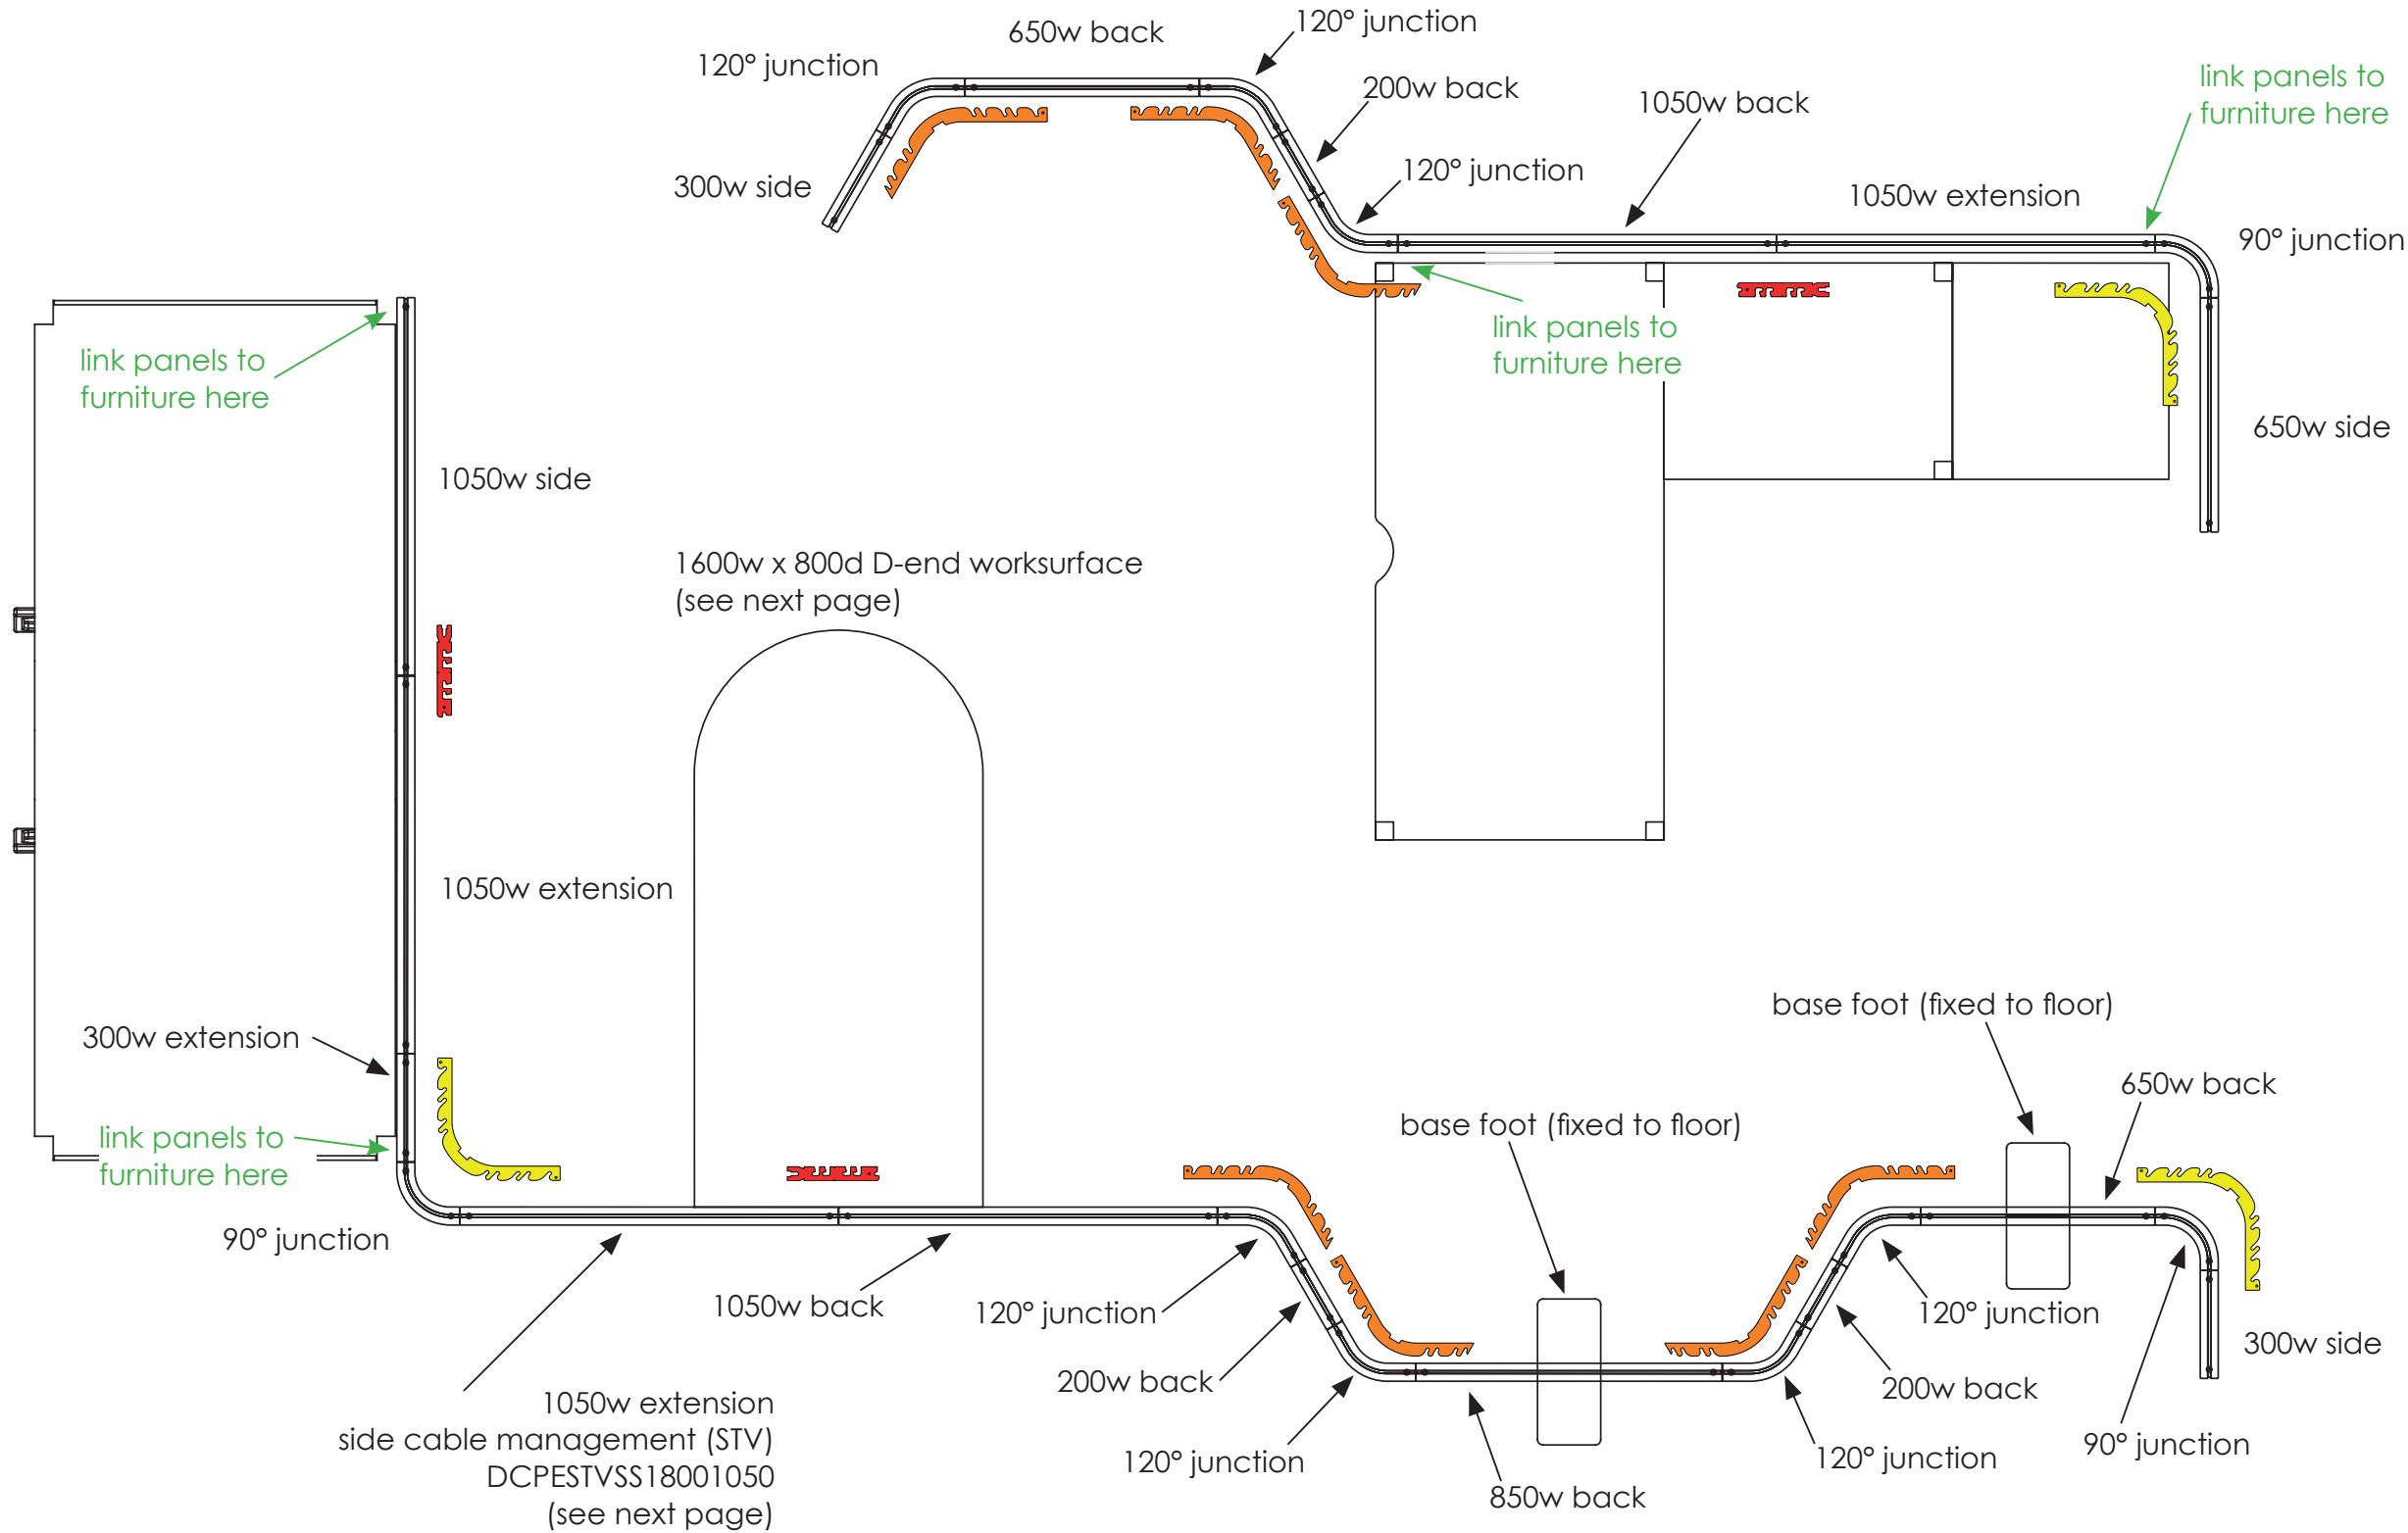 120° junction
650w back
120° junction
200w back
1050w back
link panels to
furniture here
300w side
120° junction
1050w extension
90° junction
link panels to
furniture here
link panels to
furniture here
650w side
1050w side
1600w x 800d D-end worksurface
(see next page)
1050w extension
300w extension
link panels to
furniture here
90° junction
base foot (fixed to floor)
base foot (fixed to floor)
650w back
1050w back
120° junction
120° junction
300w side
200w back
200w back
1050w extension
side cable management (STV)
DCPESTVSS18001050
(see next page)
120° junction
850w back
120° junction
90° junction